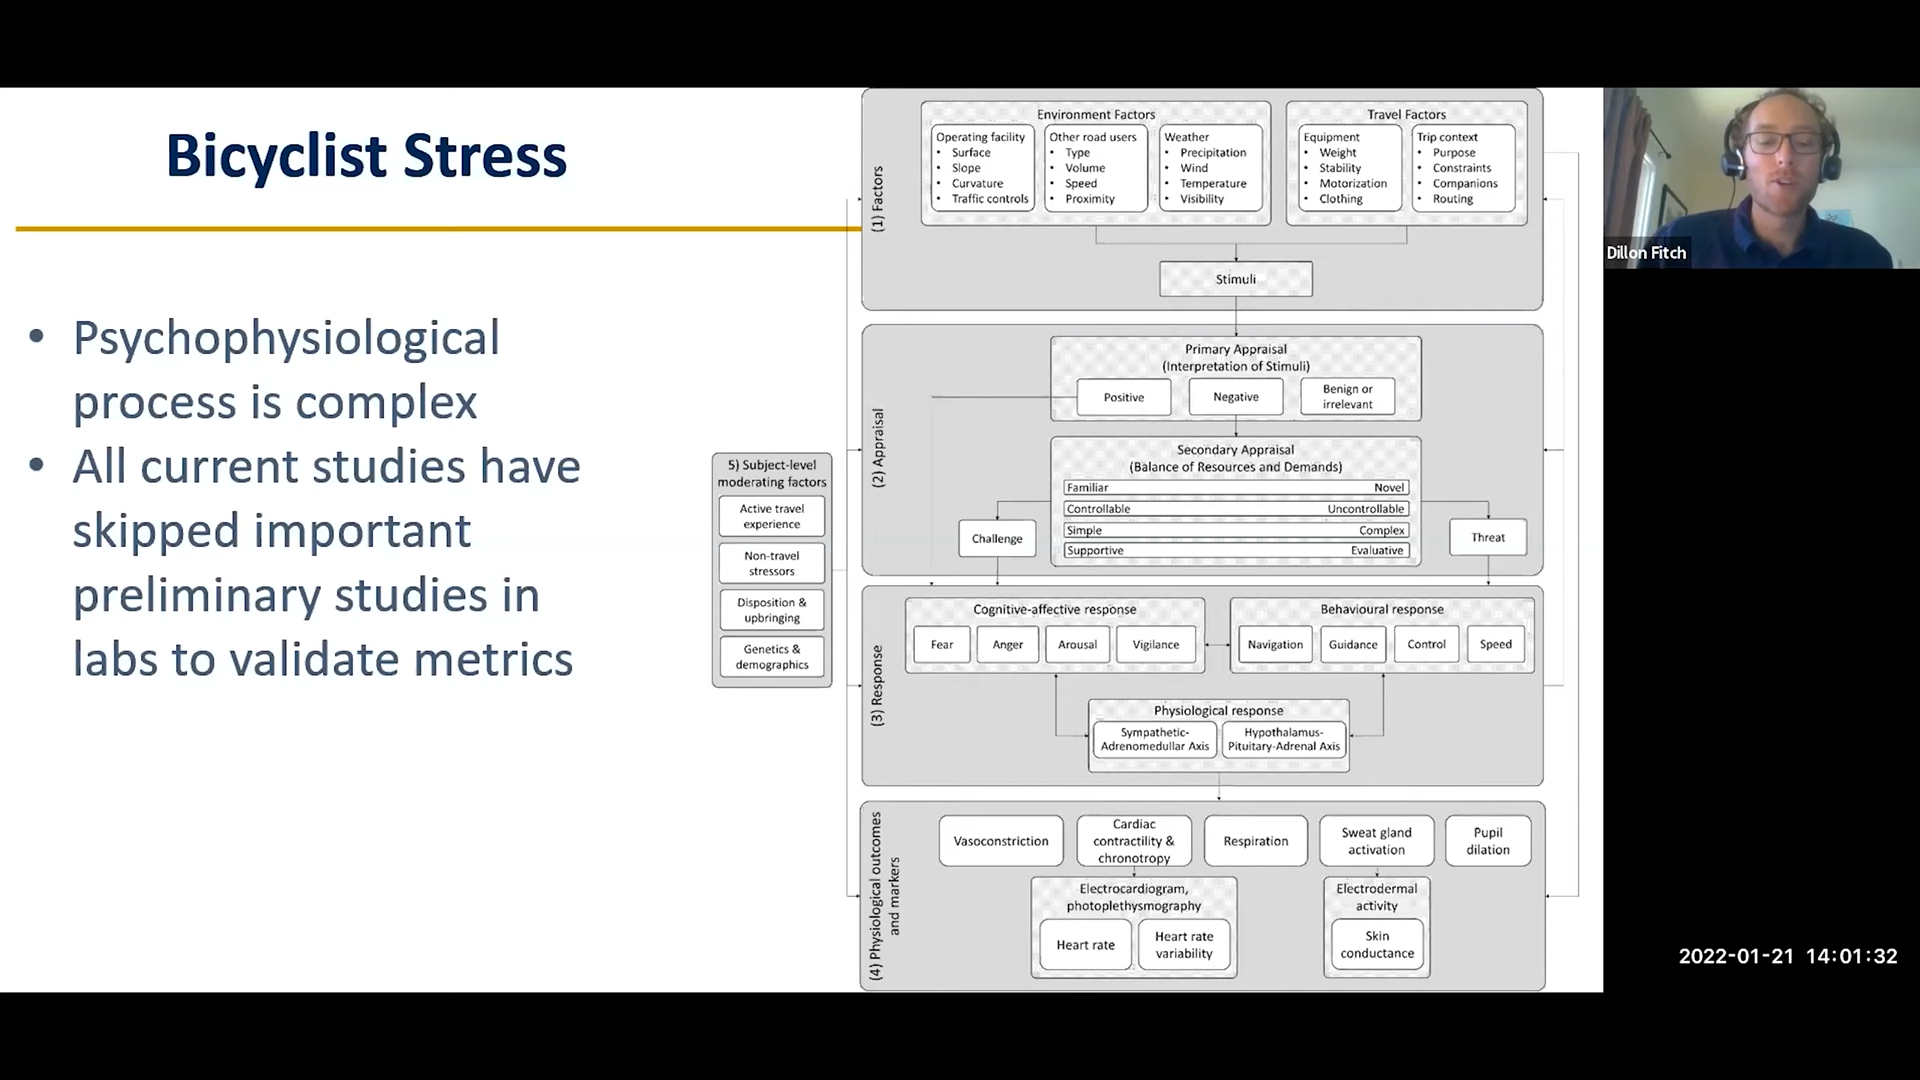 Bicyclist Stress
• Psychophysiological
process is complex
• All current studies have
skipped important
preliminary studies in
labs to validate metrics
(1) Factors
Environment Factors
Operating facility
• Surface
• Slope
• Curvature
• Traffic controls
Other road users
• Type
• Volume
• Speed
• Proximity
Weather
• Precipitation
• Wind
• Temperature
• Visibility
Travel Factors
Equipment
• Weight
• Stability
• Motorization
• Clothing
Trip context
• Purpose
• Constraints
• Companions
• Routing
Stimuli
(2) Appraisal
Primary Appraisal
(Interpretation of Stimuli)
Positive
Negative
Benign or
irrelevant
Secondary Appraisal
(Balance of Resources and Demands)
Familiar Novel
Controllable Uncontrollable
Simple Complex
Supportive Evaluative
Challenge
Threat
5) Subject-level
moderating factors
Active travel
experience
Non-travel
stressors
Disposition &
upbringing
Genetics &
demographics
(3) Response
Cognitive-affective response
Fear
Anger
Arousal
Vigilance
Behavioural response
Navigation
Guidance
Control
Speed
Physiological response
Sympathetic-
Adrenomedullar Axis
Hypothalamus-
Pituitary-Adrenal Axis
(4) Physiological outcomes
and markers
Vasoconstriction
Cardiac
contractility &
chronotropy
Respiration
Sweat gland
activation
Pupil
dilation
Electrocardiogram,
photoplethysmography
Heart rate
Heart rate
variability
Electrodermal
activity
Skin
conductance
Dillon Fitch
2022-01-21 14:01:32